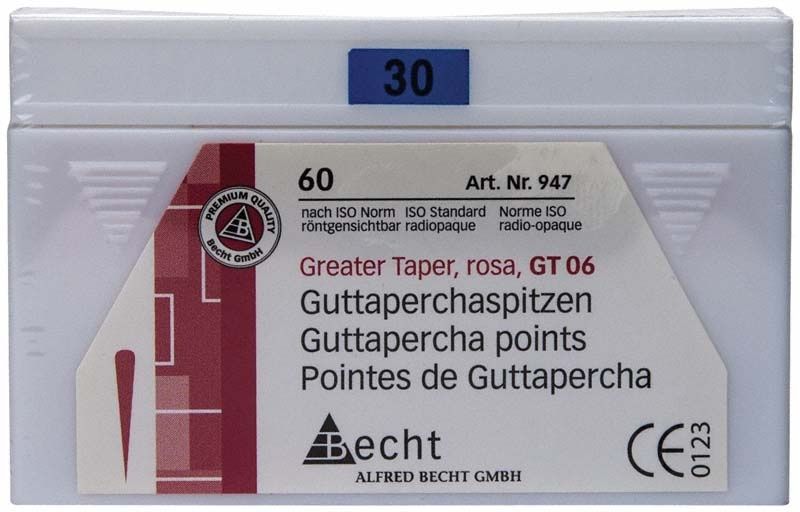 30
60 Art. Nr. 947
nach ISO Norm ISO Standard Norme ISO
röntgensichtbar radiopaque radio-opaque
PREMIUM QUALITY
B
Becht GmbH
Greater Taper, rosa, GT 06
Guttaperchaspitzen
Guttapercha points
Pointes de Guttapercha
Becht
ALFRED BECHT GMBH
CE 0123